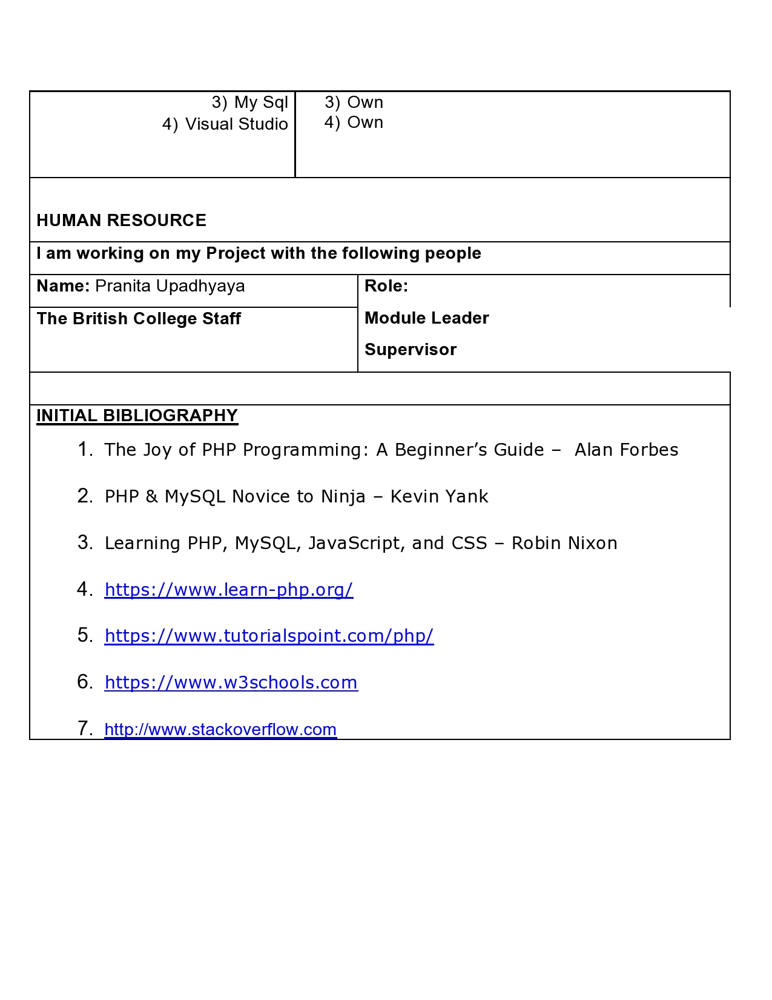 3) My Sql
4) Visual Studio
3) Own
4) Own
HUMAN RESOURCE
I am working on my Project with the following people
Name: Pranita Upadhyaya
The British College Staff
Role:
Module Leader
Supervisor
INITIAL BIBLIOGRAPHY
1. The Joy of PHP Programming: A Beginner’s Guide – Alan Forbes
2. PHP & MySQL Novice to Ninja – Kevin Yank
3. Learning PHP, MySQL, JavaScript, and CSS – Robin Nixon
4. https://www.learn-php.org/
5. https://www.tutorialspoint.com/php/
6. https://www.w3schools.com
7. http://www.stackoverflow.com